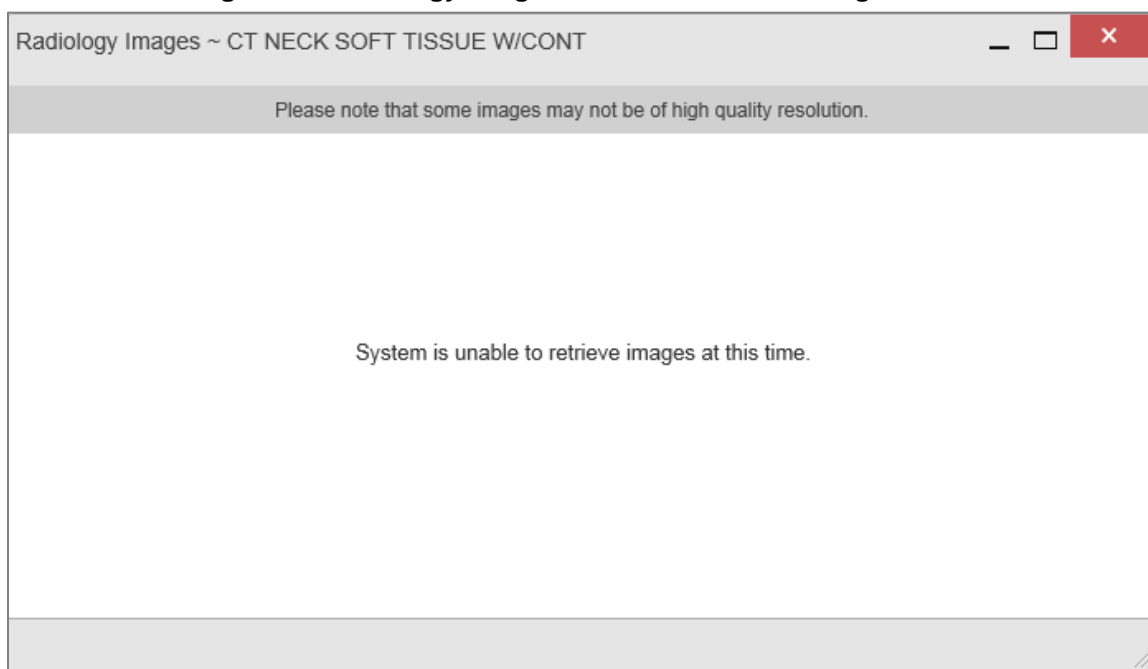 Radiology Images ~ CT NECK SOFT TISSUE W/CONT
Please note that some images may not be of high quality resolution.
System is unable to retrieve images at this time.